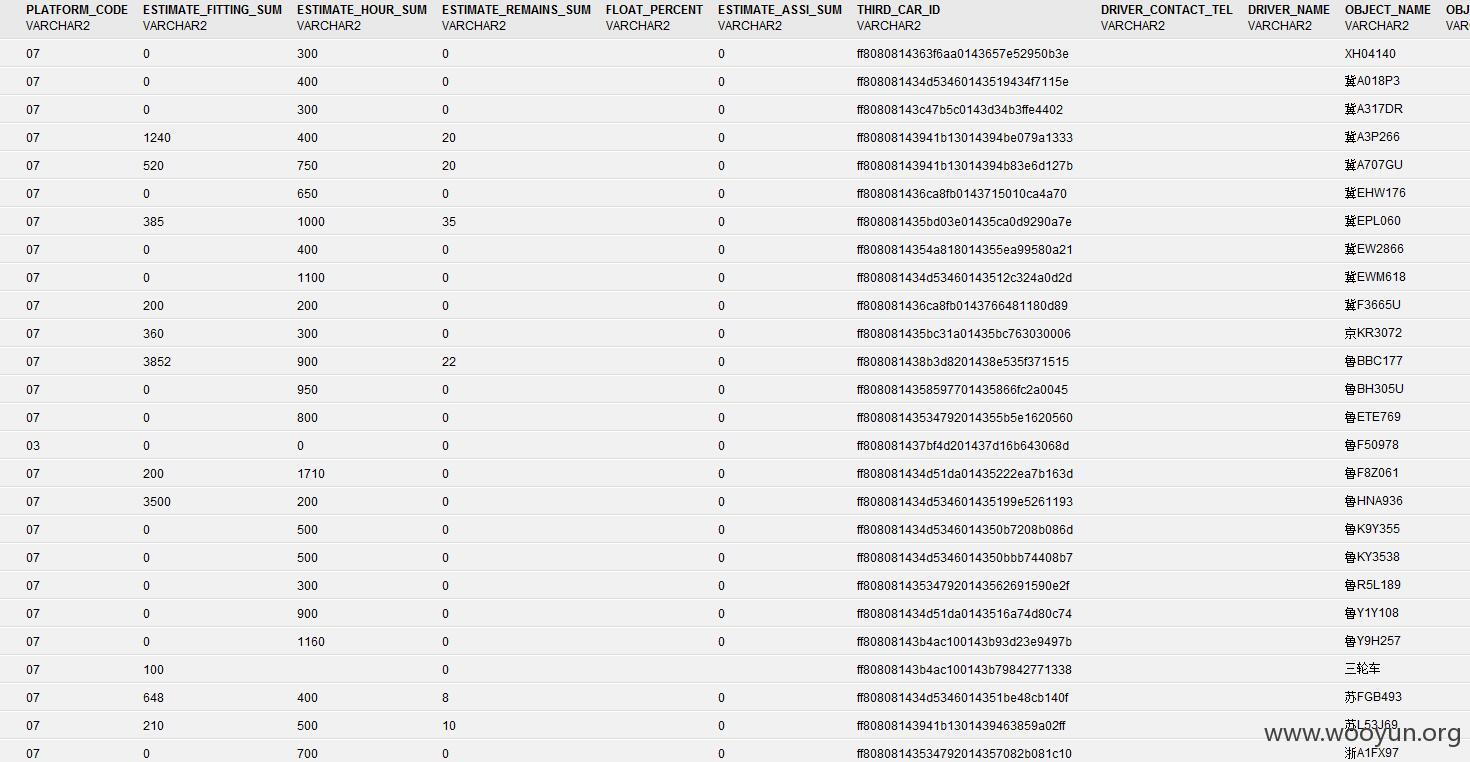 PLATFORM_CODE ESTIMATE_FITTING_SUM ESTIMATE_HOUR_SUM ESTIMATE_REMAINS_SUM FLOAT_PERCENT ESTIMATE_ASSI_SUM THIRD_CAR_ID DRIVER_CONTACT_TEL DRIVER_NAME OBJECT_NAME OBJ
VARCHAR2 VARCHAR2 VARCHAR2 VARCHAR2 VARCHAR2 VARCHAR2 VARCHAR2 VARCHAR2 VARCHAR2 VARCHAR2 VAR
07 0 300 0 0 ff8080814363f6aa0143657e52950b3e XH04140
07 0 400 0 0 ff808081434d53460143519434f7115e 冀A018P3
07 0 300 0 0 ff80808143c47b5c0143d34b3ffe4402 冀A317DR
07 1240 400 20 0 ff80808143941b13014394be079a1333 冀A3P266
07 520 750 20 0 ff80808143941b13014394b83e6d127b 冀A707GU
07 0 650 0 0 ff808081436ca8fb0143715010ca4a70 冀EHW176
07 385 1000 35 0 ff808081435bd03e01435ca0d9290a7e 冀EPL060
07 0 400 0 0 ff8080814354a818014355ea99580a21 冀EW2866
07 0 1100 0 0 ff808081434d53460143512c324a0d2d 冀EWM618
07 200 200 0 0 ff808081436ca8fb0143766481180d89 冀F3665U
07 360 300 0 0 ff808081435bc31a01435bc763030006 京KR3072
07 3852 900 22 0 ff808081438b3d8201438e535f371515 鲁BBC177
07 0 950 0 0 ff8080814358597701435866fc2a0045 鲁BH305U
07 0 800 0 0 ff80808143534792014355b5e1620560 鲁ETE769
03 0 0 0 0 ff808081437bf4d201437d16b643068d 鲁F50978
07 200 1710 0 0 ff808081434d51da01435222ea7b163d 鲁F8Z061
07 3500 200 0 0 ff808081434d534601435199e5261193 鲁HNA936
07 0 500 0 0 ff808081434d5346014350b7208b086d 鲁K9Y355
07 0 500 0 0 ff808081434d5346014350bbb74408b7 鲁KY3538
07 0 300 0 0 ff808081435347920143562691590e2f 鲁R5L189
07 0 900 0 0 ff808081434d51da0143516a74d80c74 鲁Y1Y108
07 0 1160 0 0 ff80808143b4ac100143b93d23e9497b 鲁Y9H257
07 100 0 ff80808143b4ac100143b79842771338 三轮车
07 648 400 8 0 ff808081434d5346014351be48cb140f 苏FGB493
07 210 500 10 0 ff80808143941b1301439463859a02ff 苏L53J69
07 0 700 0 0 ff80808143534792014357082b081c10 浙A1FX97
www.wooyun.org